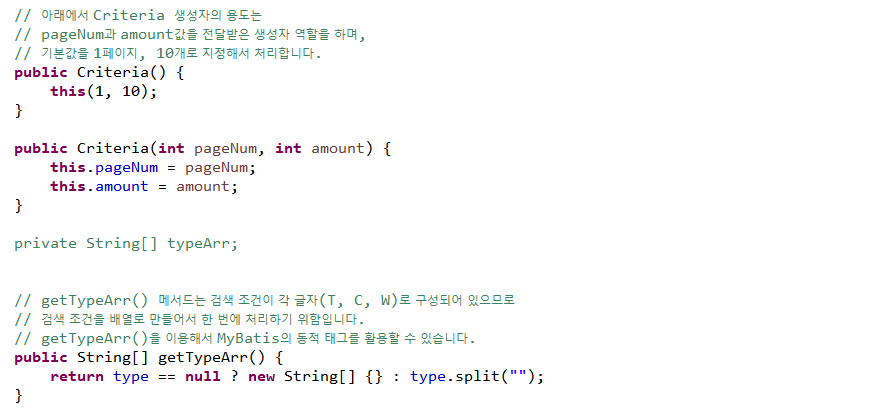 // 아래에서 Criteria 생성자의 용도는
// pageNum과 amount값을 전달받은 생성자 역할을 하며,
// 기본값을 1페이지, 10개로 지정해서 처리합니다.
public Criteria() {
    this(1, 10);
}
public Criteria(int pageNum, int amount) {
    this.pageNum = pageNum;
    this.amount = amount;
}
private String[] typeArr;
// getTypeArr() 메서드는 검색 조건이 각 글자(T, C, W)로 구성되어 있으므로
// 검색 조건을 배열로 만들어서 한 번에 처리하기 위함입니다.
// getTypeArr()을 이용해서 MyBatis의 동적 태그를 활용할 수 있습니다.
public String[] getTypeArr() {
    return type == null ? new String[] {} : type.split("");
}